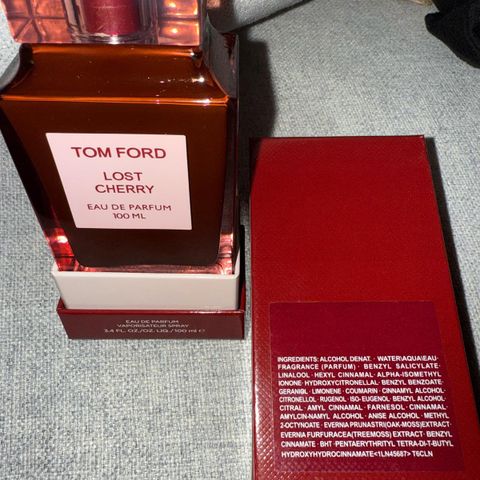 TOM FORD
LOST
CHERRY
EAU DE PARFUM
100 ML
EAU DE PARFUM
VAPORISATEUR SPRAY
3.4 FL. OZ./OZ. LIQ./100 ml ℮
INGREDIENTS: ALCOHOL DENAT. · WATER\AQUA\EAU·
FRAGRANCE (PARFUM) · BENZYL SALICYLATE·
LINALOOL · HEXYL CINNAMAL · ALPHA-ISOMETHYL
IONONE · HYDROXYCITRONELLAL · BENZYL BENZOATE·
GERANIOL · LIMONENE · COUMARIN · CINNAMYL ALCOHOL·
CITRONELLOL · RUGENOL · ISO-EUGENOL · BENZYL ALCOHOL·
CITRAL · AMYL CINNAMAL · FARNESOL · CINNAMAL·
AMYLCIN-NAMYL ALCOHOL · ANISE ALCOHOL · METHYL
2-OCTYNOATE · EVERNIA PRUNASTRI(OAK-MOSS)EXTRACT·
EVERNIA FURFURACEA(TREEMOSS) EXTRACT · BENZYL
CINNAMATE · BHT · PENTAERYTHRITYL TETRA-DI-T-BUTYL
HYDROXYHYDROCINNAMATE<1LN45687> T6CLN